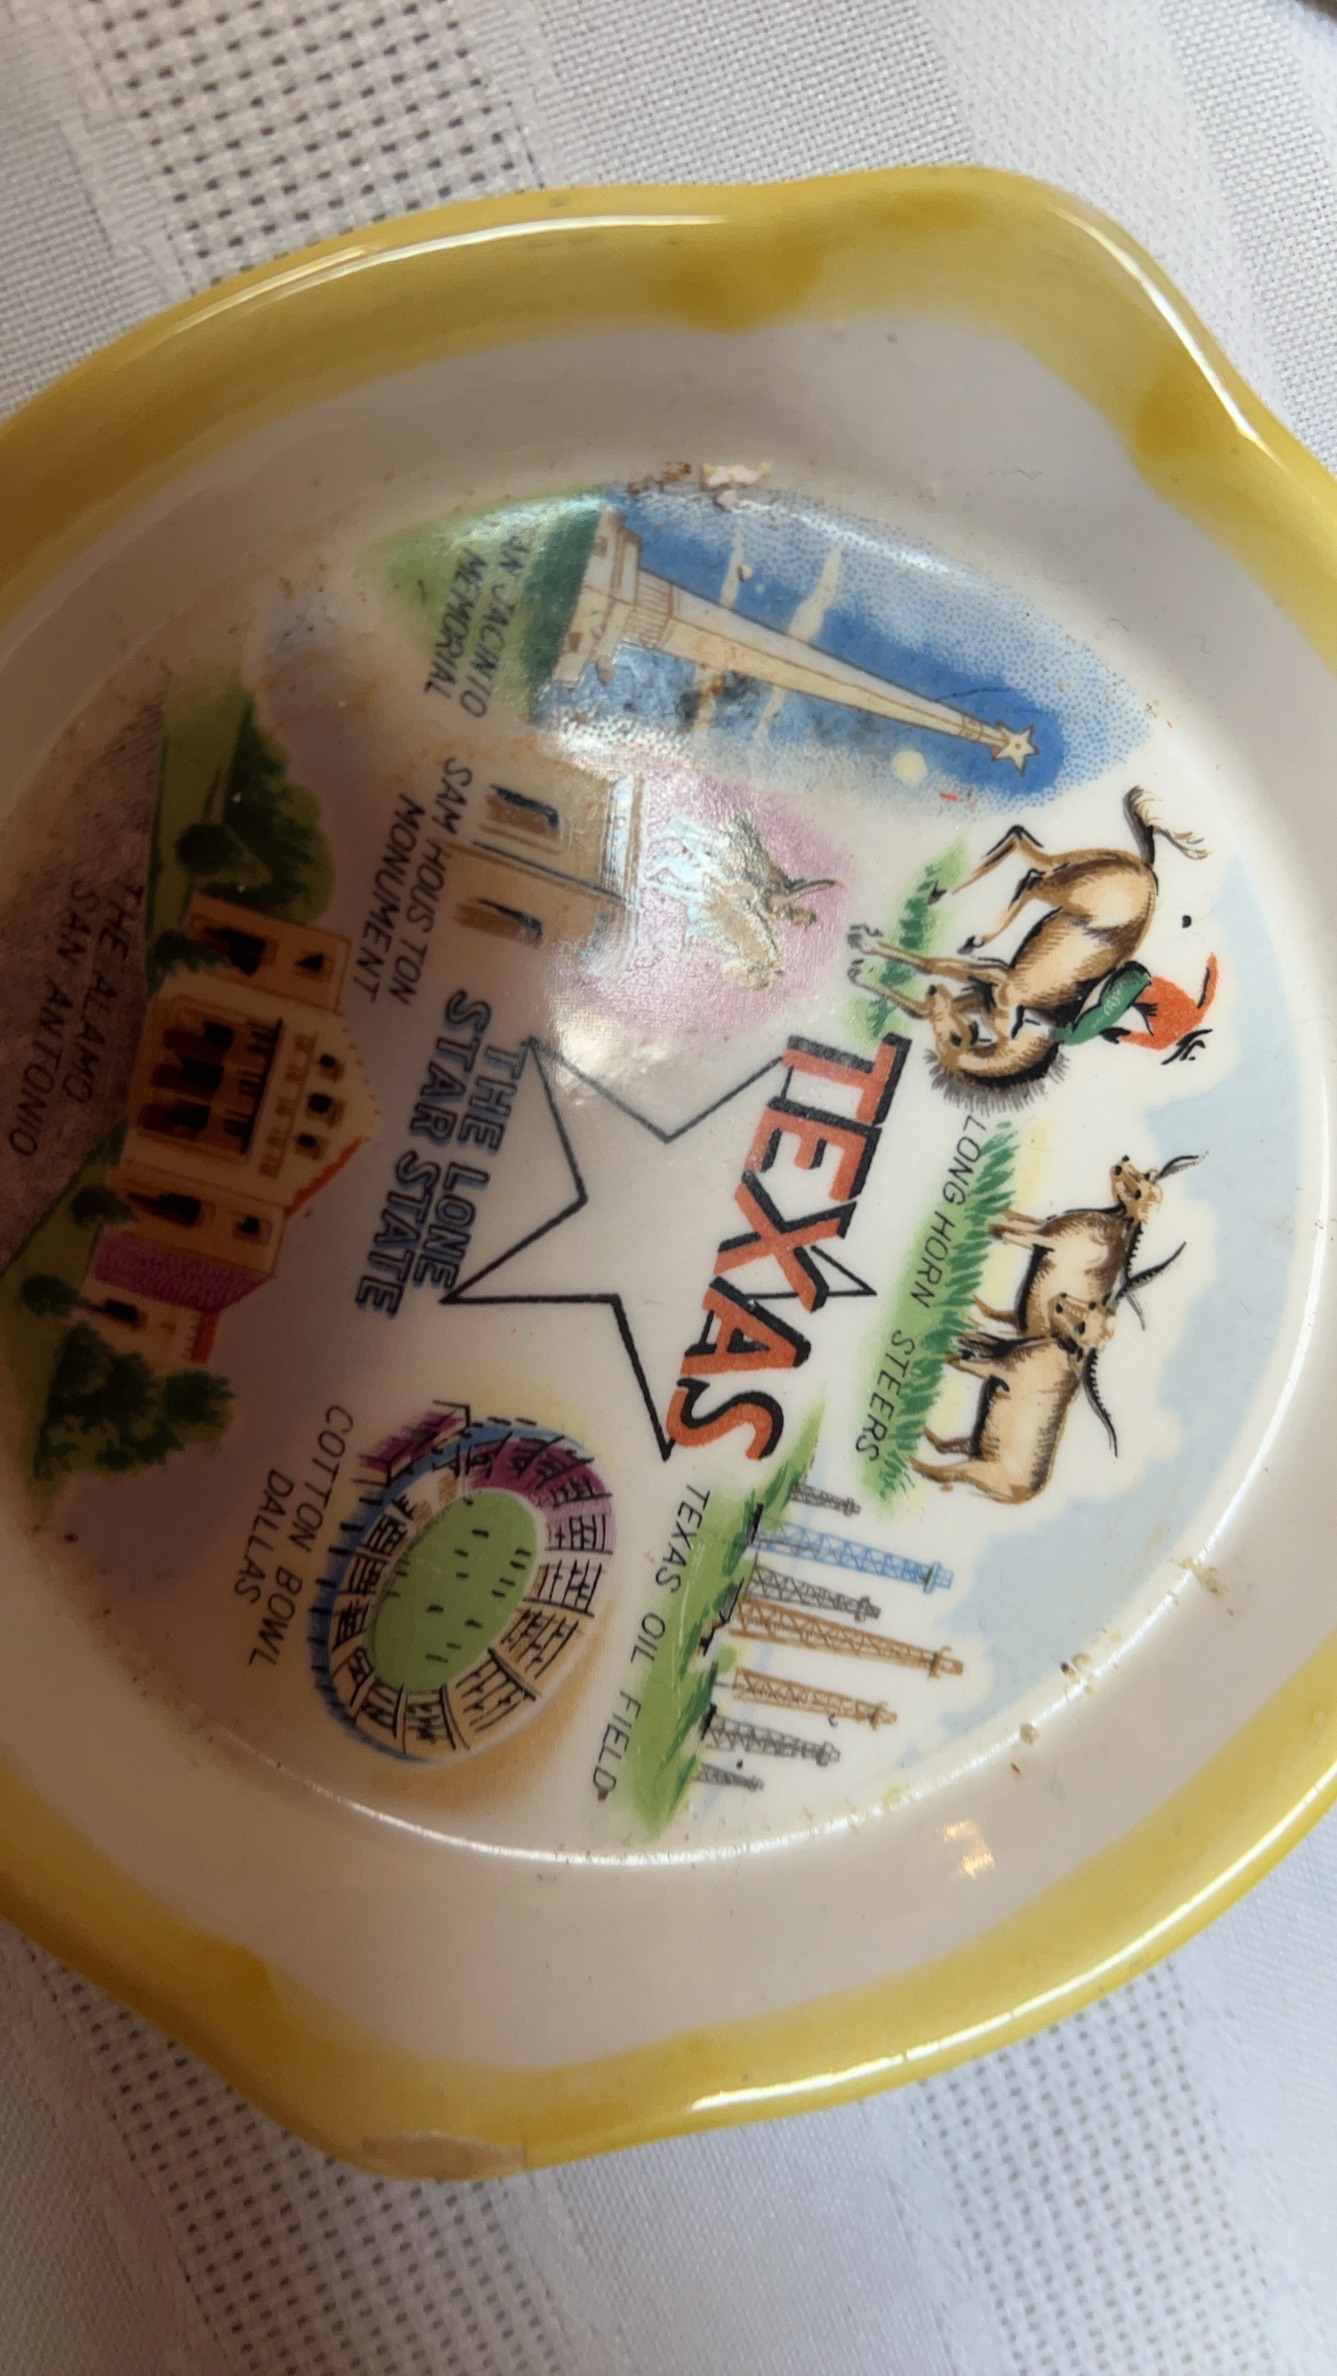 TEXAS
THE LONE
STAR STATE
LONG HORN STEERS
TEXAS OIL FIELD
AN JACINTO
MEMORIAL
SAM HOUSTON
MONUMENT
COTTON BOWL
DALLAS
THE ALAMO
SAN ANTONIO